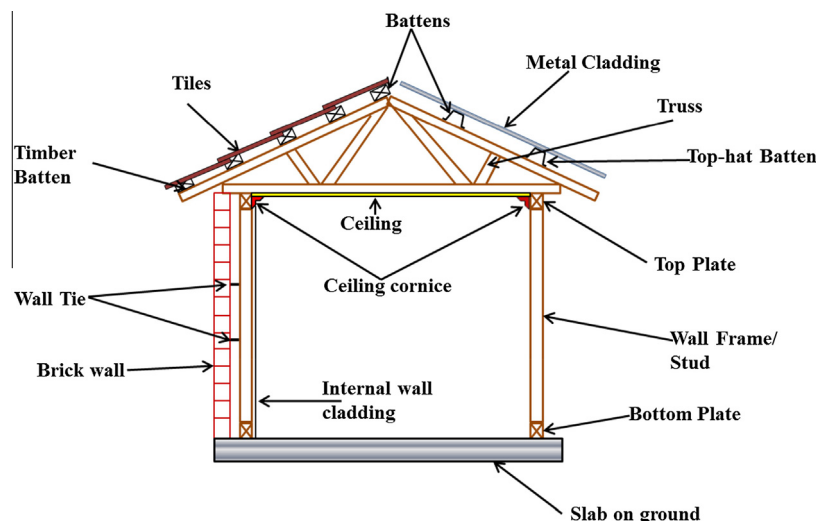 Battens
Metal Cladding
Tiles
Truss
Timber
Batten
Top-hat Batten
Ceiling
Top Plate
Ceiling cornice
Wall Tie
Wall Frame/
Stud
Brick wall
Internal wall
cladding
Bottom Plate
Slab on ground